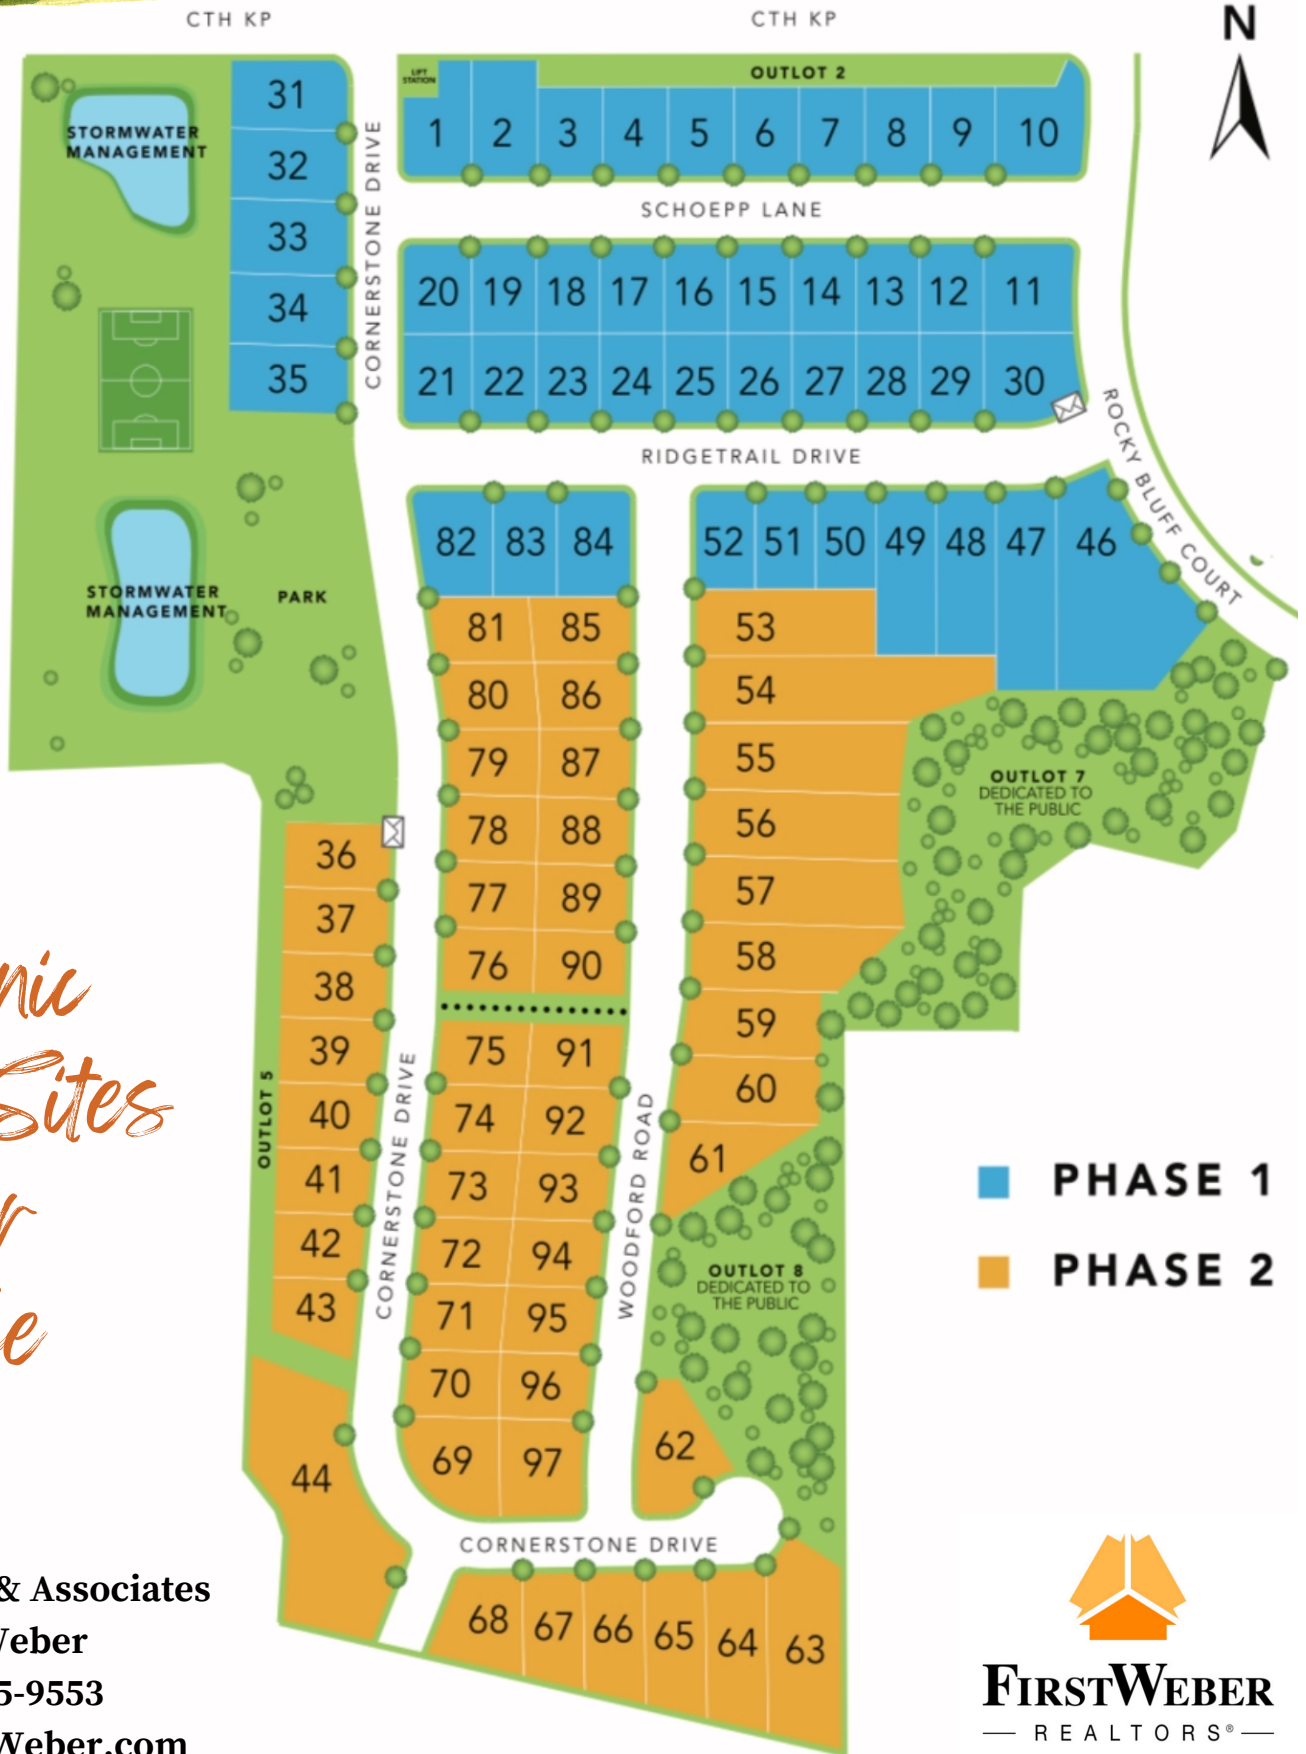 CTH KP
CTH KP
N
LIFT
STATION
OUTLOT 2
STORMWATER
MANAGEMENT
31
32
33
34
35
CORNERSTONE DRIVE
1 2 3 4 5 6 7 8 9 10
SCHOEPP LANE
20 19 18 17 16 15 14 13 12 11
21 22 23 24 25 26 27 28 29 30
RIDGETRAIL DRIVE
ROCKY BLUFF COURT
STORMWATER
MANAGEMENT
PARK
82 83 84
52 51 50 49 48 47 46
81 85
80 86
79 87
78 88
77 89
76 90
53
54
55
56
57
58
59
60
61
OUTLOT 7
DEDICATED TO
THE PUBLIC
36
37
38
39
40
41
42
43
44
OUTLOT 5
CORNERSTONE DRIVE
75 91
74 92
73 93
72 94
71 95
70 96
69 97
WOODFORD ROAD
OUTLOT 8
DEDICATED TO
THE PUBLIC
62
CORNERSTONE DRIVE
68 67 66 65 64 63
PHASE 1
PHASE 2
nic
Sites
r
e
& Associates
Weber
5-9553
Weber.com
FIRSTWEBER
REALTORS®